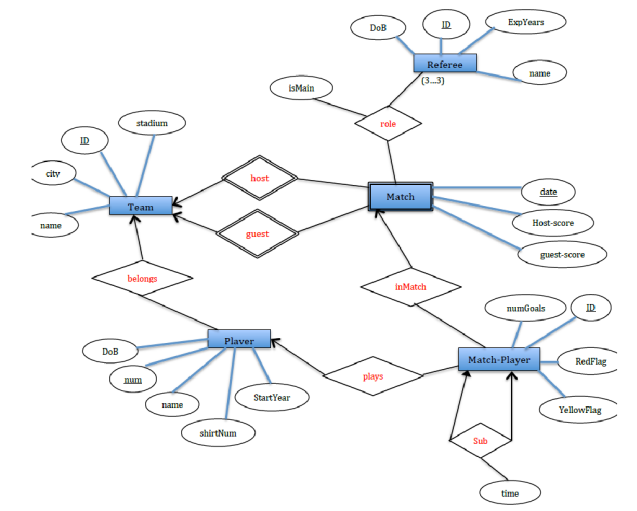 DoB
ID
ExpYears
Referee
name
(3...3)
isMain
role
stadium
ID
city
name
Team
host
guest
Match
date
Host-score
guest-score
belongs
inMatch
Player
DoB
num
name
shirtNum
StartYear
plays
numGoals
ID
Match-Player
RedFlag
YellowFlag
Sub
time